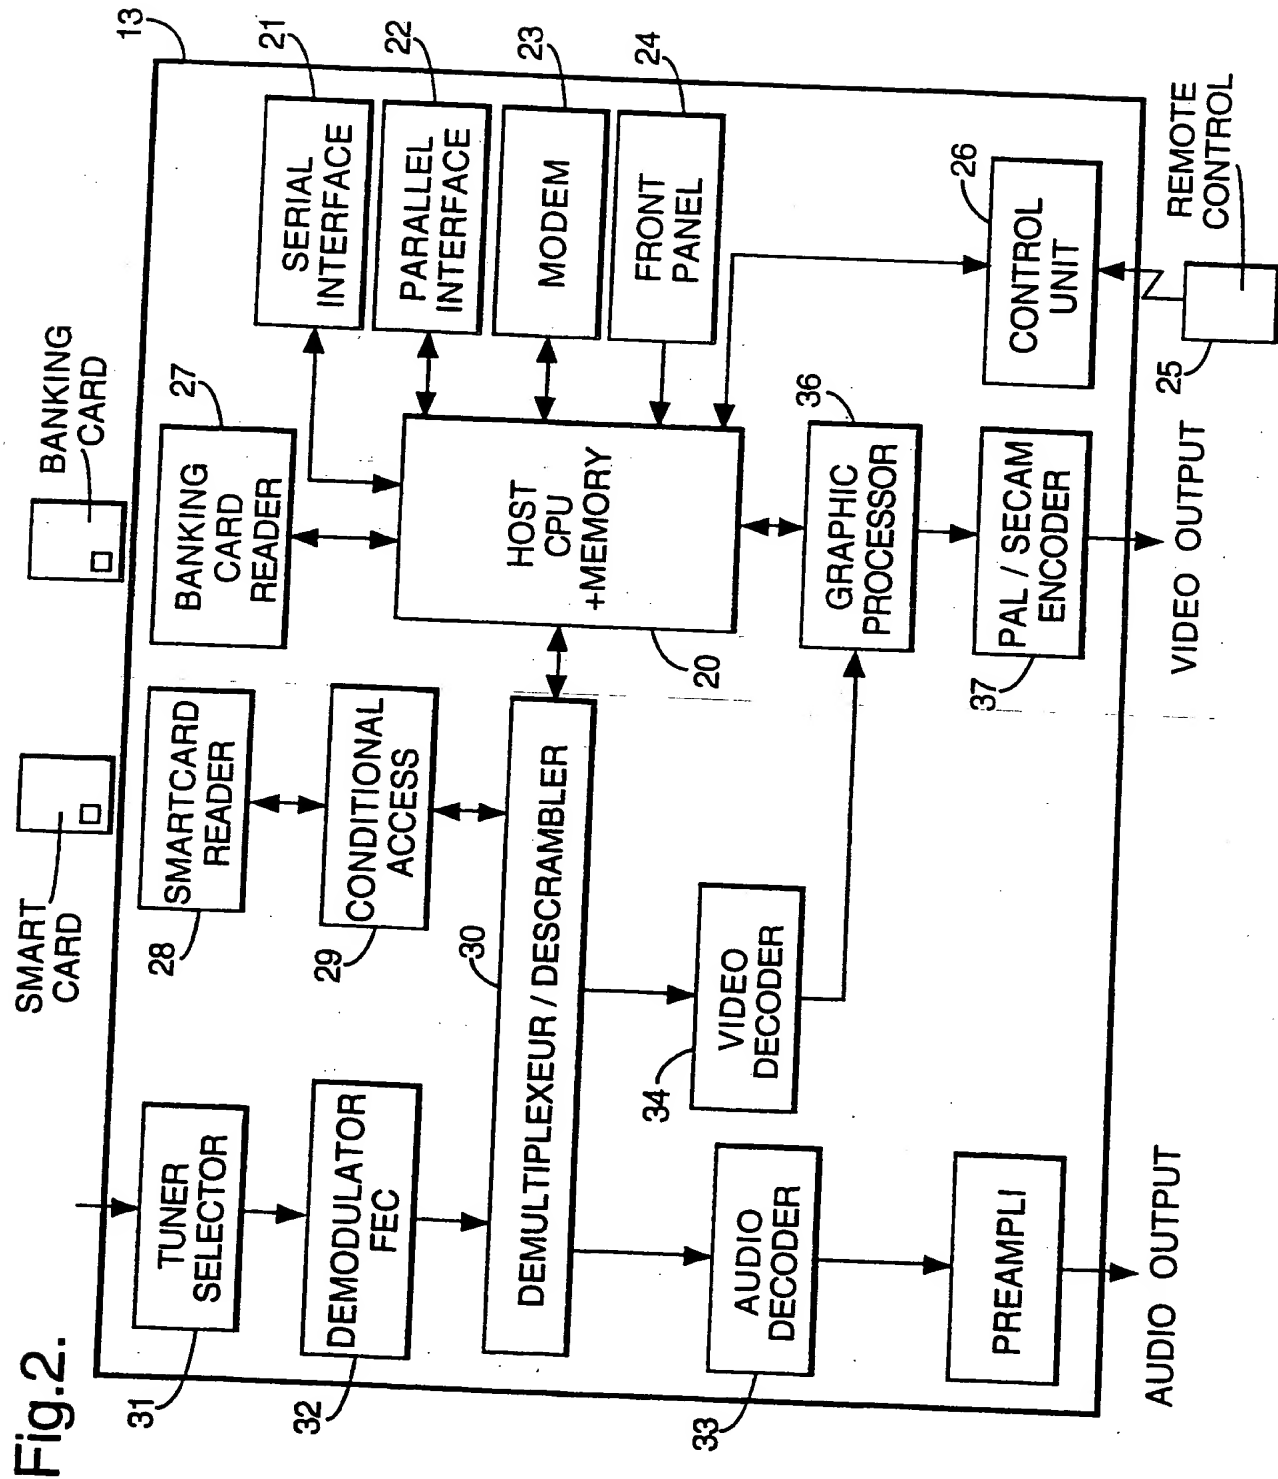 Fig.2.
SMART
CARD
BANKING
CARD
13
31
TUNER
SELECTOR
28
SMARTCARD
READER
BANKING
CARD
READER
27
SERIAL
INTERFACE
21
32
DEMODULATOR
FEC
29
CONDITIONAL
ACCESS
PARALLEL
INTERFACE
22
30
DEMULTIPLEXEUR / DESCRAMBLER
HOST
CPU
+MEMORY
20
MODEM
23
FRONT
PANEL
24
33
AUDIO
DECODER
34
VIDEO
DECODER
GRAPHIC
PROCESSOR
36
PREAMPLI
37
PAL / SECAM
ENCODER
CONTROL
UNIT
26
AUDIO OUTPUT
VIDEO OUTPUT
25
REMOTE
CONTROL